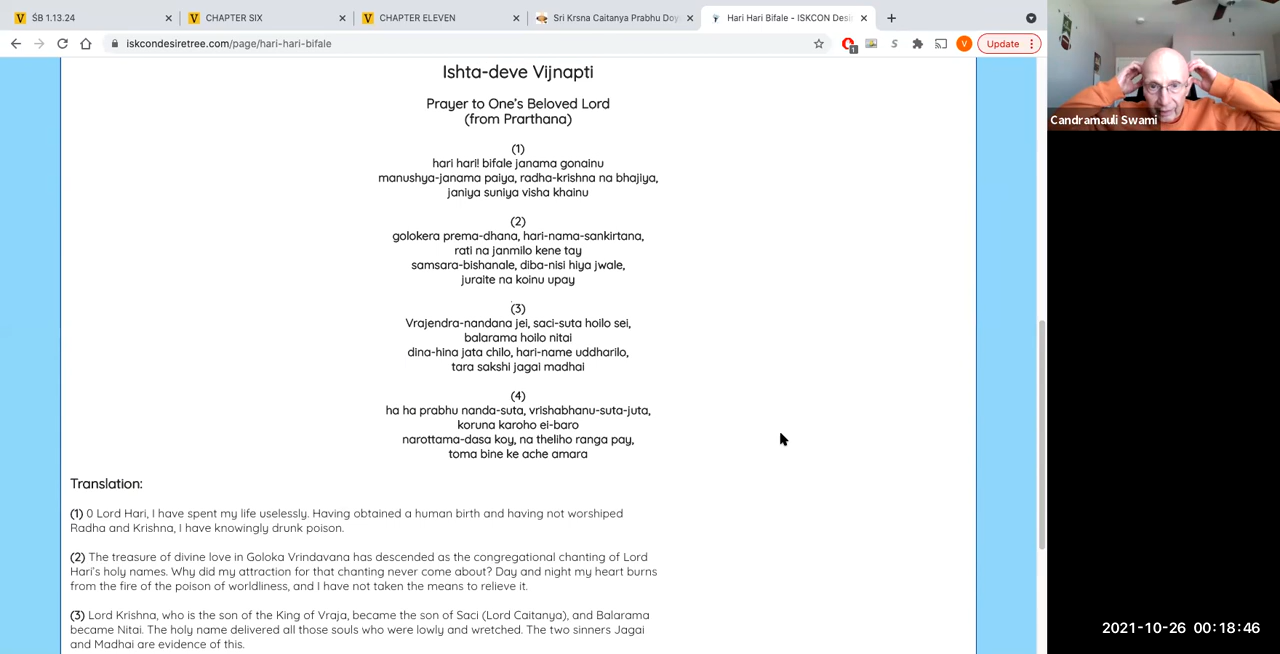 ŚB 1.13.24
CHAPTER SIX
CHAPTER ELEVEN
Sri Krsna Caitanya Prabhu Doy
Hari Hari Bifale - ISKCON Desi
iskcondesiretree.com/page/hari-hari-bifale
1
S
V
Update
Ishta-deve Vijnapti
Prayer to One's Beloved Lord
(from Prarthana)
(1)
hari hari! bifale janama gonainu
manushya-janama paiya, radha-krishna na bhajiya,
janiya suniya visha khainu
(2)
golokera prema-dhana, hari-nama-sankirtana,
rati na janmilo kene tay
samsara-bishanale, diba-nisi hiya jwale,
juraite na koinu upay
(3)
Vrajendra-nandana jei, saci-suta hoilo sei,
balarama hoilo nitai
dina-hina jata chilo, hari-name uddharilo,
tara sakshi jagai madhai
(4)
ha ha prabhu nanda-suta, vrishabhanu-suta-juta,
koruna karoho ei-baro
narottama-dasa koy, na theliho ranga pay,
toma bine ke ache amara
Translation:
(1) 0 Lord Hari, I have spent my life uselessly. Having obtained a human birth and having not worshiped
Radha and Krishna, I have knowingly drunk poison.
(2) The treasure of divine love in Goloka Vrindavana has descended as the congregational chanting of Lord
Hari's holy names. Why did my attraction for that chanting never come about? Day and night my heart burns
from the fire of the poison of worldliness, and I have not taken the means to relieve it.
(3) Lord Krishna, who is the son of the King of Vraja, became the son of Saci (Lord Caitanya), and Balarama
became Nitai. The holy name delivered all those souls who were lowly and wretched. The two sinners Jagai
and Madhai are evidence of this.
Candramauli Swami
2021-10-26 00:18:46